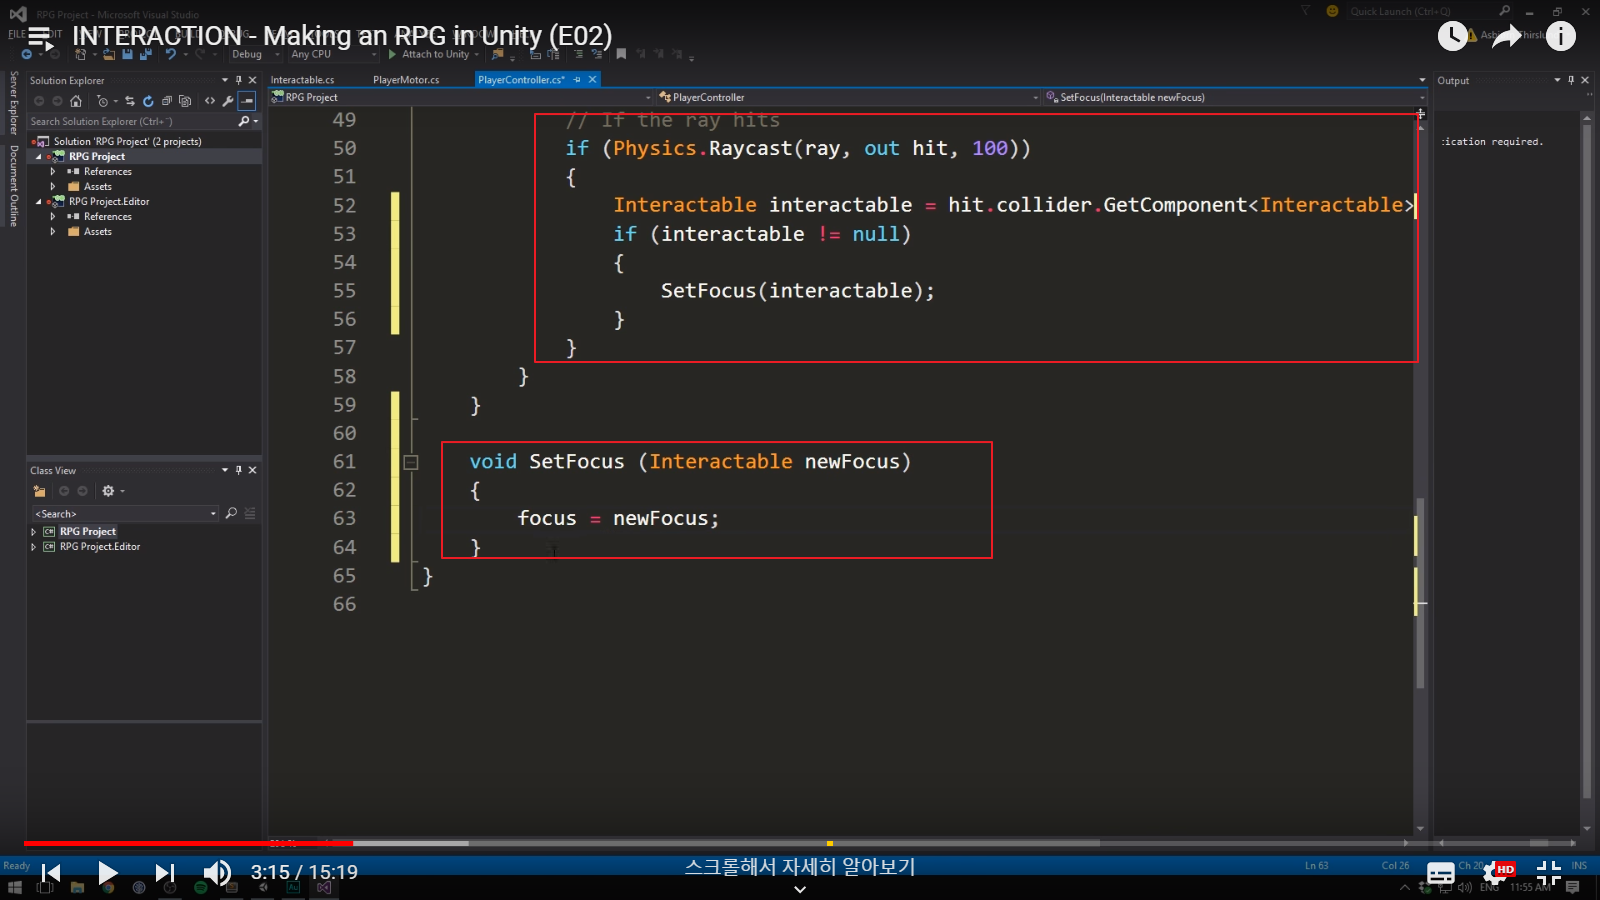 RPG Project - Microsoft Visual Studio
Quick Launch (Ctrl+Q)
INTERACTION - Making an RPG in Unity (E02)
FILE
Debug
Any CPU
Attach to Unity
Server Explorer
Document Outline
Solution Explorer
Search Solution Explorer (Ctrl+¨)
Solution 'RPG Project' (2 projects)
RPG Project
References
Assets
RPG Project.Editor
References
Assets
Class View
<Search>
RPG Project
RPG Project.Editor
Interactable.cs
PlayerMotor.cs
PlayerController.cs*
RPG Project
PlayerController
SetFocus(Interactable newFocus)
49 // If the ray hits
50 if (Physics.Raycast(ray, out hit, 100))
51 {
52 Interactable interactable = hit.collider.GetComponent<Interactable>
53 if (interactable != null)
54 {
55 SetFocus(interactable);
56 }
57 }
58 }
59 }
60
61 void SetFocus (Interactable newFocus)
62 {
63 focus = newFocus;
64 }
65 }
66
Output
ication required.
Ready
3:15 / 15:19
스크롤해서 자세히 알아보기
Ln 63
Col 26
Ch 20
HD
INS
ENG
11:55 AM